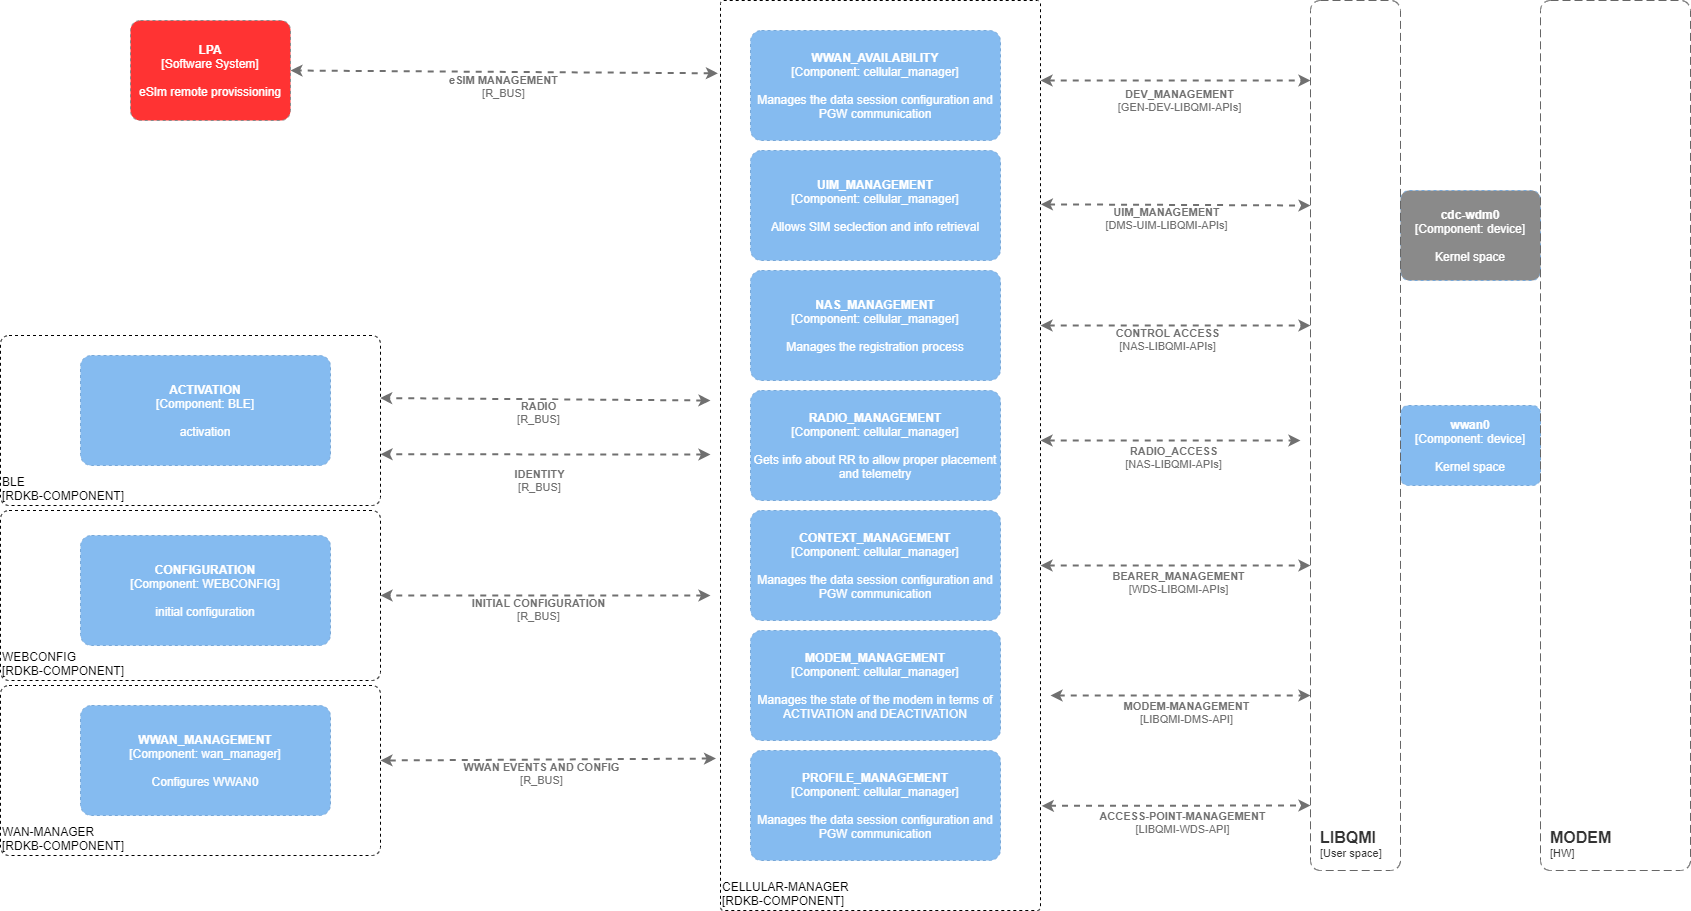 LPA
[Software System]
eSIm remote provissioning
eSIM MANAGEMENT
[R_BUS]
ACTIVATION
[Component: BLE]
activation
BLE
[RDKB-COMPONENT]
RADIO
[R_BUS]
IDENTITY
[R_BUS]
CONFIGURATION
[Component: WEBCONFIG]
initial configuration
WEBCONFIG
[RDKB-COMPONENT]
INITIAL CONFIGURATION
[R_BUS]
WWAN_MANAGEMENT
[Component: wan_manager]
Configures WWAN0
WAN-MANAGER
[RDKB-COMPONENT]
WWAN EVENTS AND CONFIG
[R_BUS]
WWAN_AVAILABILITY
[Component: cellular_manager]
Manages the data session configuration and
PGW communication
UIM_MANAGEMENT
[Component: cellular_manager]
Allows SIM seclection and info retrieval
NAS_MANAGEMENT
[Component: cellular_manager]
Manages the registration process
RADIO_MANAGEMENT
[Component: cellular_manager]
Gets info about RR to allow proper placement
and telemetry
CONTEXT_MANAGEMENT
[Component: cellular_manager]
Manages the data session configuration and
PGW communication
MODEM_MANAGEMENT
[Component: cellular_manager]
Manages the state of the modem in terms of
ACTIVATION and DEACTIVATION
PROFILE_MANAGEMENT
[Component: cellular_manager]
Manages the data session configuration and
PGW communication
CELLULAR-MANAGER
[RDKB-COMPONENT]
DEV_MANAGEMENT
[GEN-DEV-LIBQMI-APIs]
UIM_MANAGEMENT
[DMS-UIM-LIBQMI-APIs]
CONTROL ACCESS
[NAS-LIBQMI-APIs]
RADIO_ACCESS
[NAS-LIBQMI-APIs]
BEARER_MANAGEMENT
[WDS-LIBQMI-APIs]
MODEM-MANAGEMENT
[LIBQMI-DMS-API]
ACCESS-POINT-MANAGEMENT
[LIBQMI-WDS-API]
LIBQMI
[User space]
cdc-wdm0
[Component: device]
Kernel space
wwan0
[Component: device]
Kernel space
MODEM
[HW]